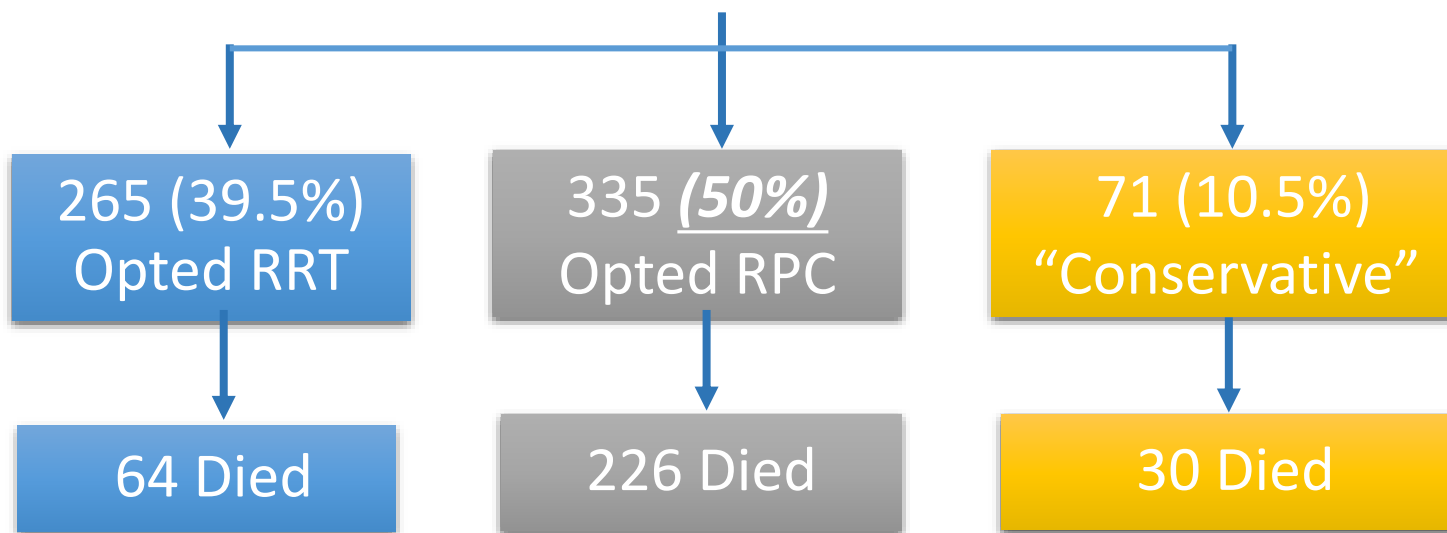 265 (39.5%)
Opted RRT
335 (50%)
Opted RPC
71 (10.5%)
“Conservative”
64 Died
226 Died
30 Died